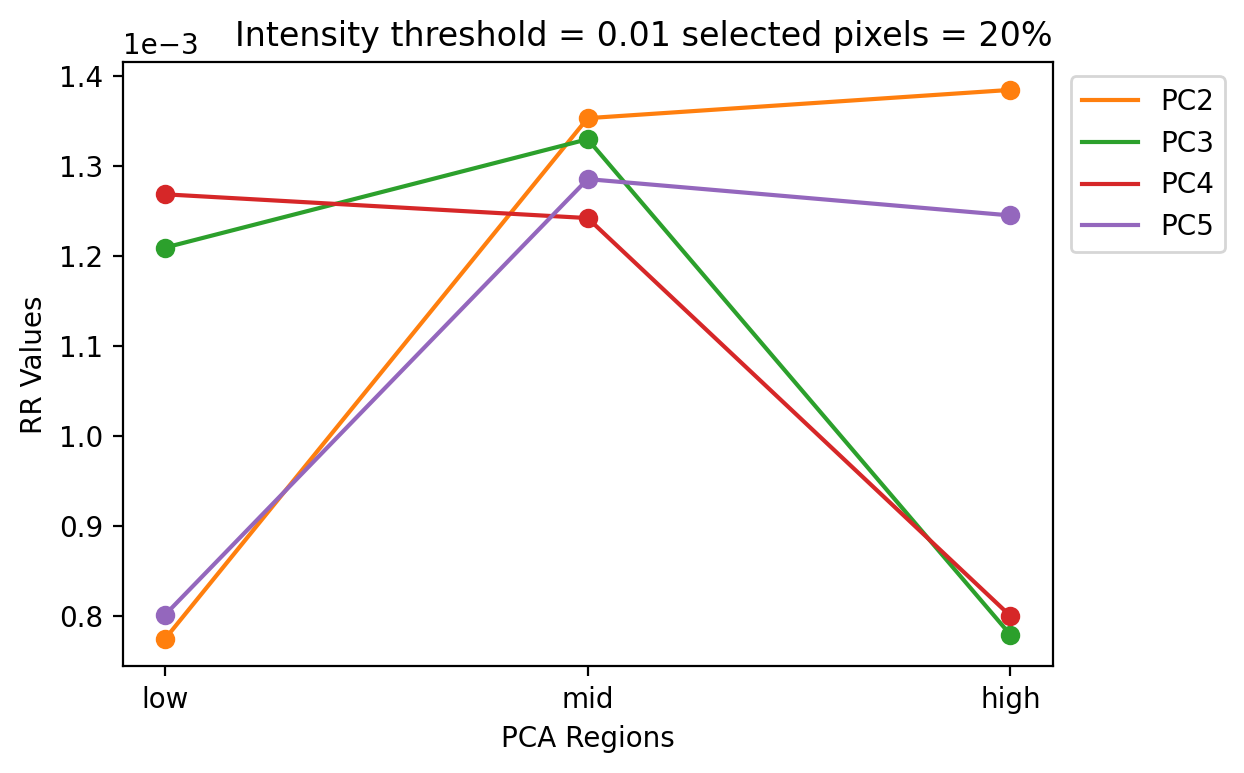 Intensity threshold = 0.01 selected pixels = 20%
1e−3
1.4
1.3
1.2
1.1
1.0
0.9
0.8
RR Values
low
mid
high
PCA Regions
PC2
PC3
PC4
PC5